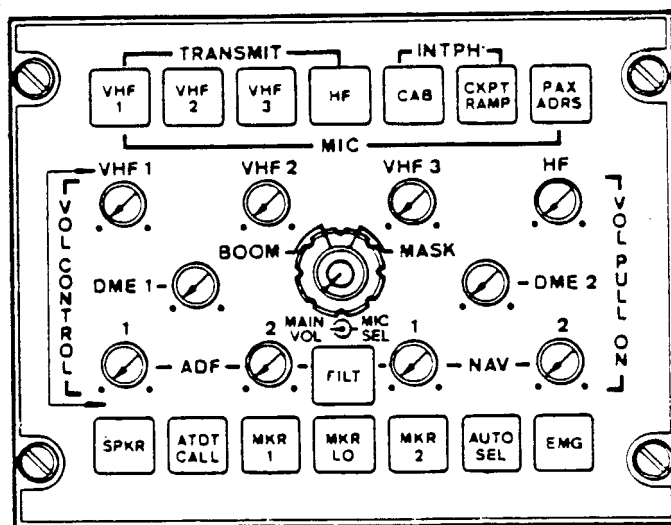 TRANSMIT INTPH
VHF 1
VHF 2
VHF 3
HF
CAB
CKPT RAMP
PAX ADRS
MIC
VHF 1 VHF 2 VHF 3 HF
VOL CONTROL
BOOM MASK
VOL PULL ON
DME 1 DME 2
MAIN VOL MIC SEL
1 ADF 2
FILT
1 NAV 2
SPKR
ATDT CALL
MKR 1
MKR LO
MKR 2
AUTO SEL
EMG